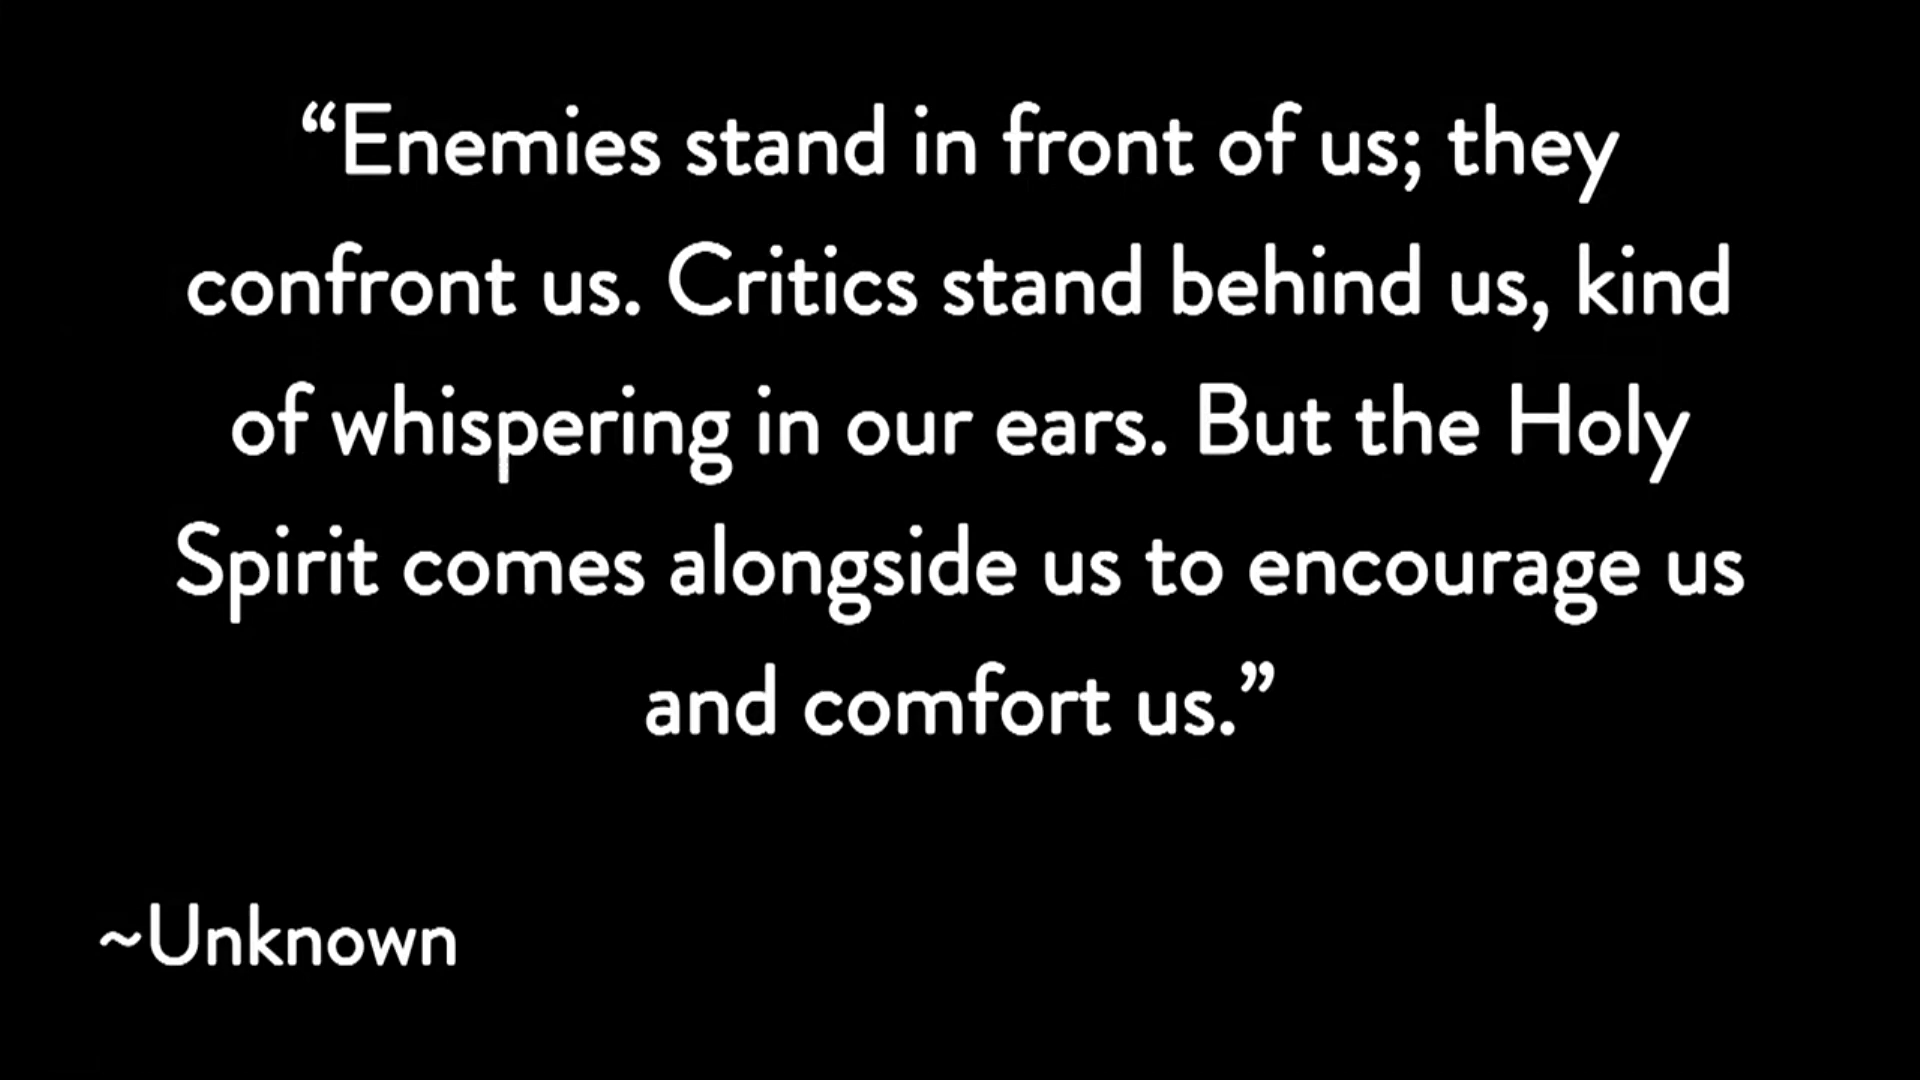 “Enemies stand in front of us; they
confront us. Critics stand behind us, kind
of whispering in our ears. But the Holy
Spirit comes alongside us to encourage us
and comfort us.”
~Unknown